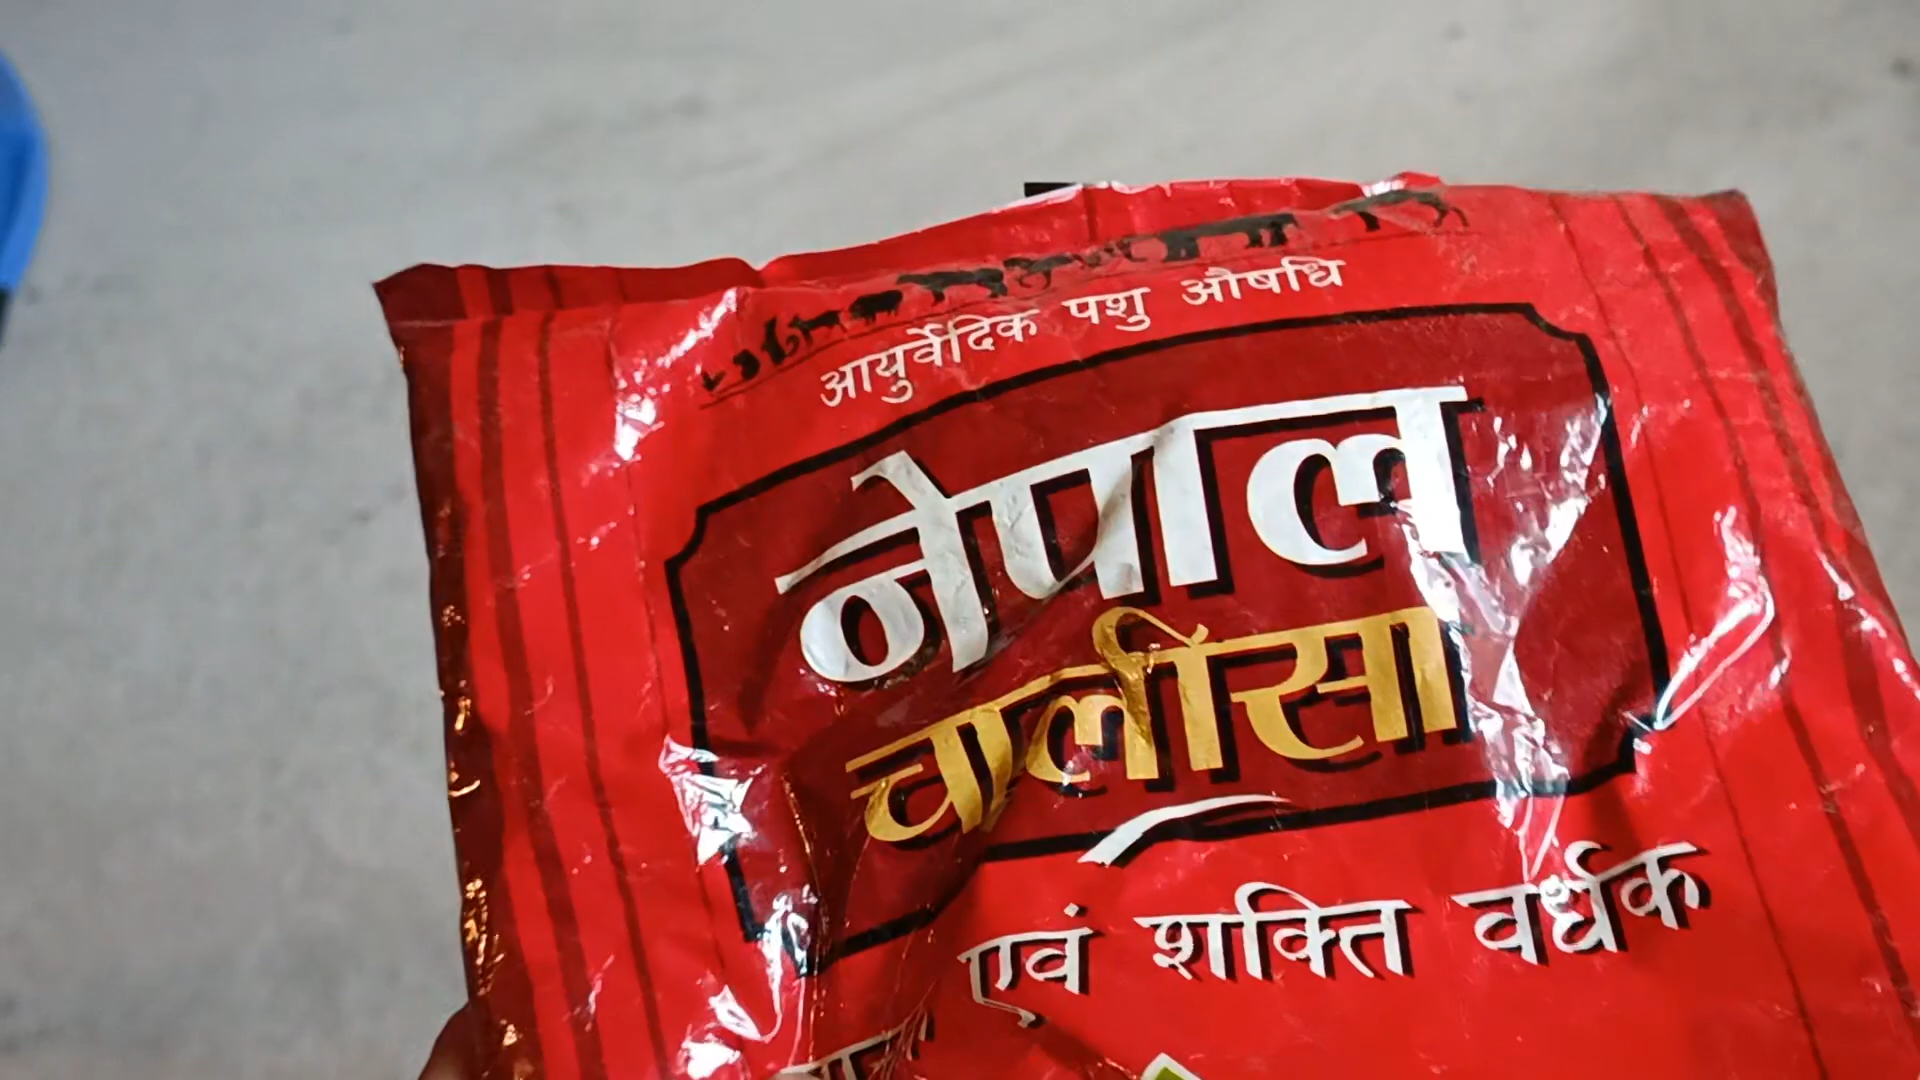 आयुर्वेदिक पशु औषधि
नेपाल
चालीसा
एवं शक्ति वर्धक